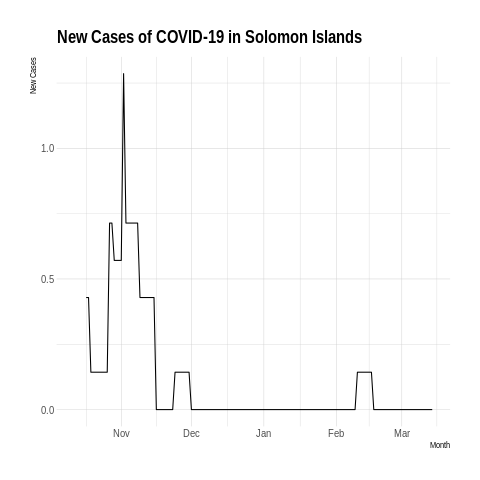 New Cases of COVID-19 in Solomon Islands
New Cases
1.0
0.5
0.0
Nov
Dec
Jan
Feb
Mar
Month